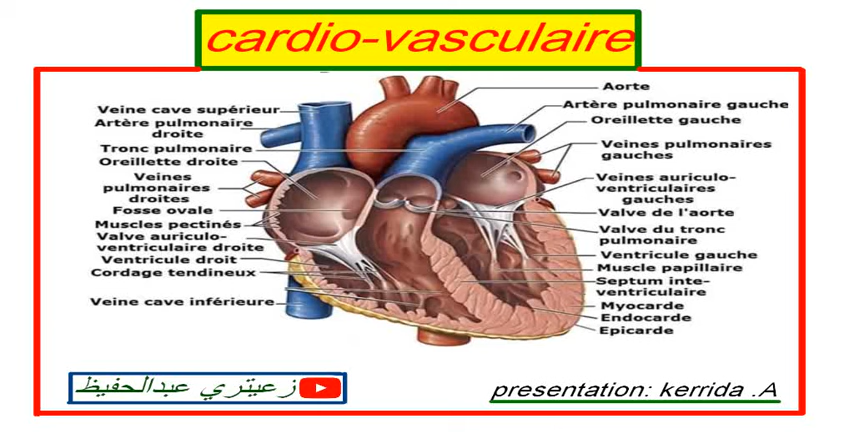 cardio-vasculaire
Veine cave supérieur
Artère pulmonaire
droite
Tronc pulmonaire
Oreillette droite
Veines
pulmonaires
droites
Fosse ovale
Muscles pectinés
Valve auriculo-
ventriculaire droite
Ventricule droit
Cordage tendineux
Veine cave inférieure
Aorte
Artère pulmonaire gauche
Oreillette gauche
Veines pulmonaires
gauches
Veines auriculo-
ventriculaires
gauches
Valve de l'aorte
Valve du tronc
pulmonaire
Ventricule gauche
Muscle papillaire
Septum inte-
ventriculaire
Myocarde
Endocarde
Epicarde
زعيتري عبدالحفيظ
presentation: kerrida .A